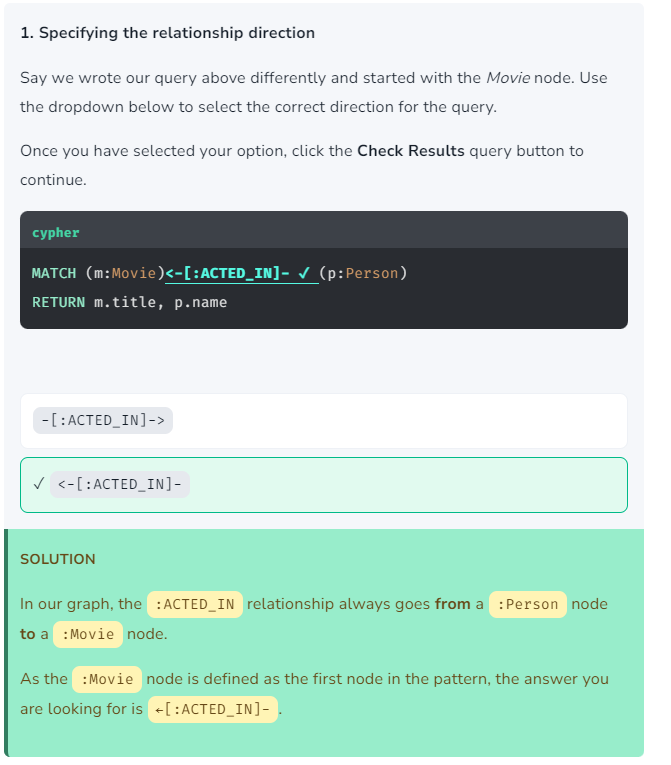 1. Specifying the relationship direction
Say we wrote our query above differently and started with the Movie node. Use
the dropdown below to select the correct direction for the query.
Once you have selected your option, click the Check Results query button to
continue.
cypher
MATCH (m:Movie)<-[:ACTED_IN]- ✓ (p:Person)
RETURN m.title, p.name
-[:ACTED_IN]->
✓ <-[:ACTED_IN]-
SOLUTION
In our graph, the :ACTED_IN relationship always goes from a :Person node
to a :Movie node.
As the :Movie node is defined as the first node in the pattern, the answer you
are looking for is ←[:ACTED_IN]-.